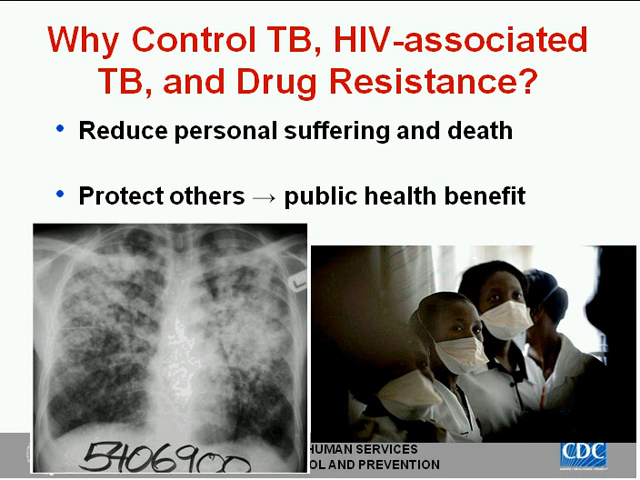 Why Control TB, HIV-associated
TB, and Drug Resistance?
• Reduce personal suffering and death
• Protect others → public health benefit
L
5406900
HUMAN SERVICES
OL AND PREVENTION
CDC